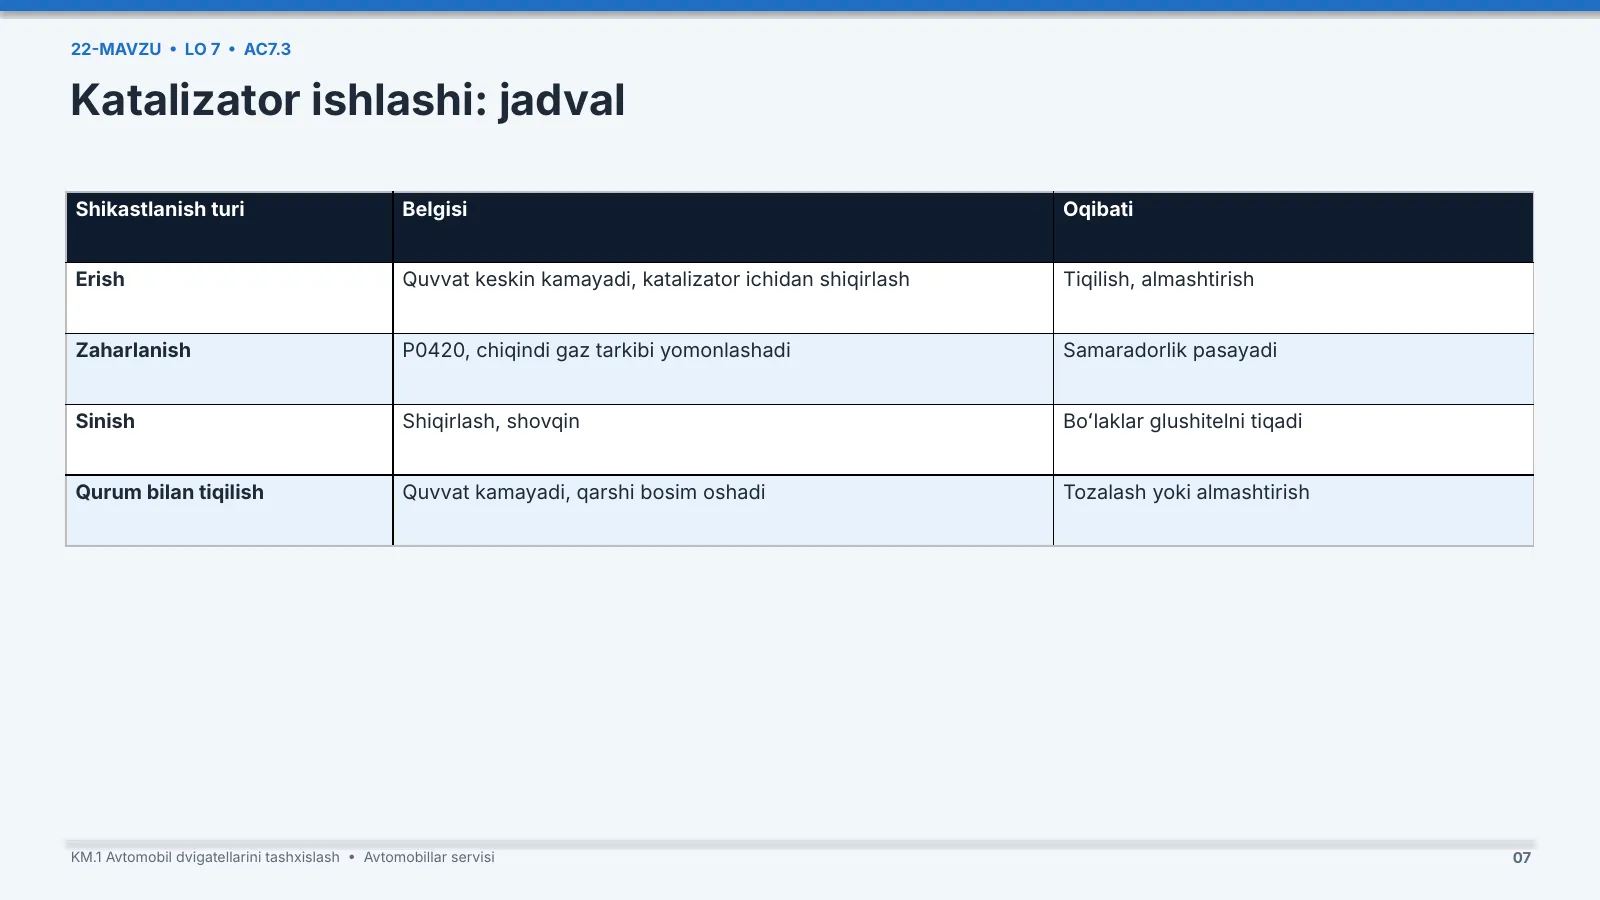 22-MAVZU • LO 7 • AC7.3
Katalizator ishlashi: jadval
Shikastlanish turi Belgisi Oqibati
Erish Quvvat keskin kamayadi, katalizator ichidan shiqirlash Tiqilish, almashtirish
Zaharlanish P0420, chiqindi gaz tarkibi yomonlashadi Samaradorlik pasayadi
Sinish Shiqirlash, shovqin Boʻlaklar glushitelni tiqadi
Qurum bilan tiqilish Quvvat kamayadi, qarshi bosim oshadi Tozalash yoki almashtirish
KM.1 Avtomobil dvigatellarini tashxislash • Avtomobillar servisi 07